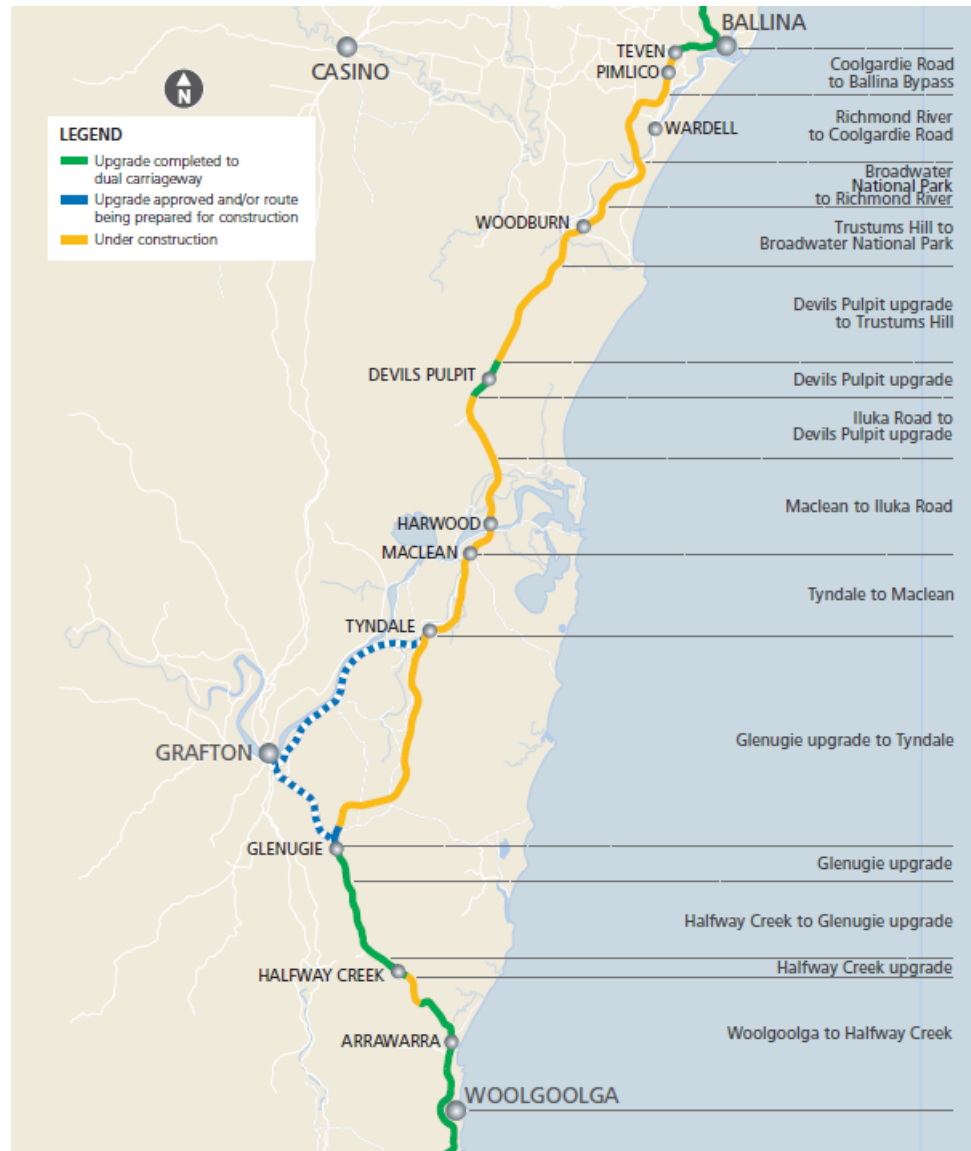 BALLINA
TEVEN
PIMLICO
CASINO
Coolgardie Road
to Ballina Bypass
N
Richmond River
to Coolgardie Road
WARDELL
LEGEND
Upgrade completed to
dual carriageway
Upgrade approved and/or route
being prepared for construction
Under construction
Broadwater
National Park
to Richmond River
WOODBURN
Trustums Hill to
Broadwater National Park
Devils Pulpit upgrade
to Trustums Hill
DEVILS PULPIT
Devils Pulpit upgrade
Iluka Road to
Devils Pulpit upgrade
Maclean to Iluka Road
HARWOOD
MACLEAN
Tyndale to Maclean
TYNDALE
GRAFTON
Glenugie upgrade to Tyndale
GLENUGIE
Glenugie upgrade
Halfway Creek to Glenugie upgrade
HALFWAY CREEK
Halfway Creek upgrade
ARRAWARRA
Woolgoolga to Halfway Creek
WOOLGOOLGA